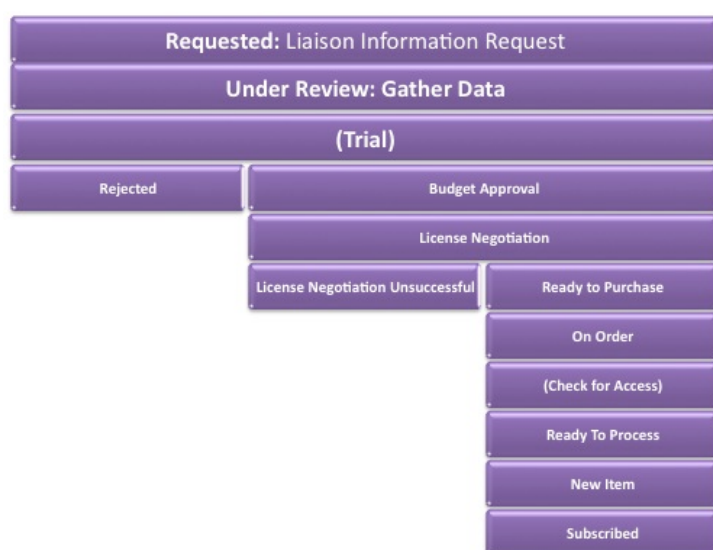 Requested: Liaison Information Request
Under Review: Gather Data
(Trial)
Rejected
Budget Approval
License Negotiation
License Negotiation Unsuccessful
Ready to Purchase
On Order
(Check for Access)
Ready To Process
New Item
Subscribed